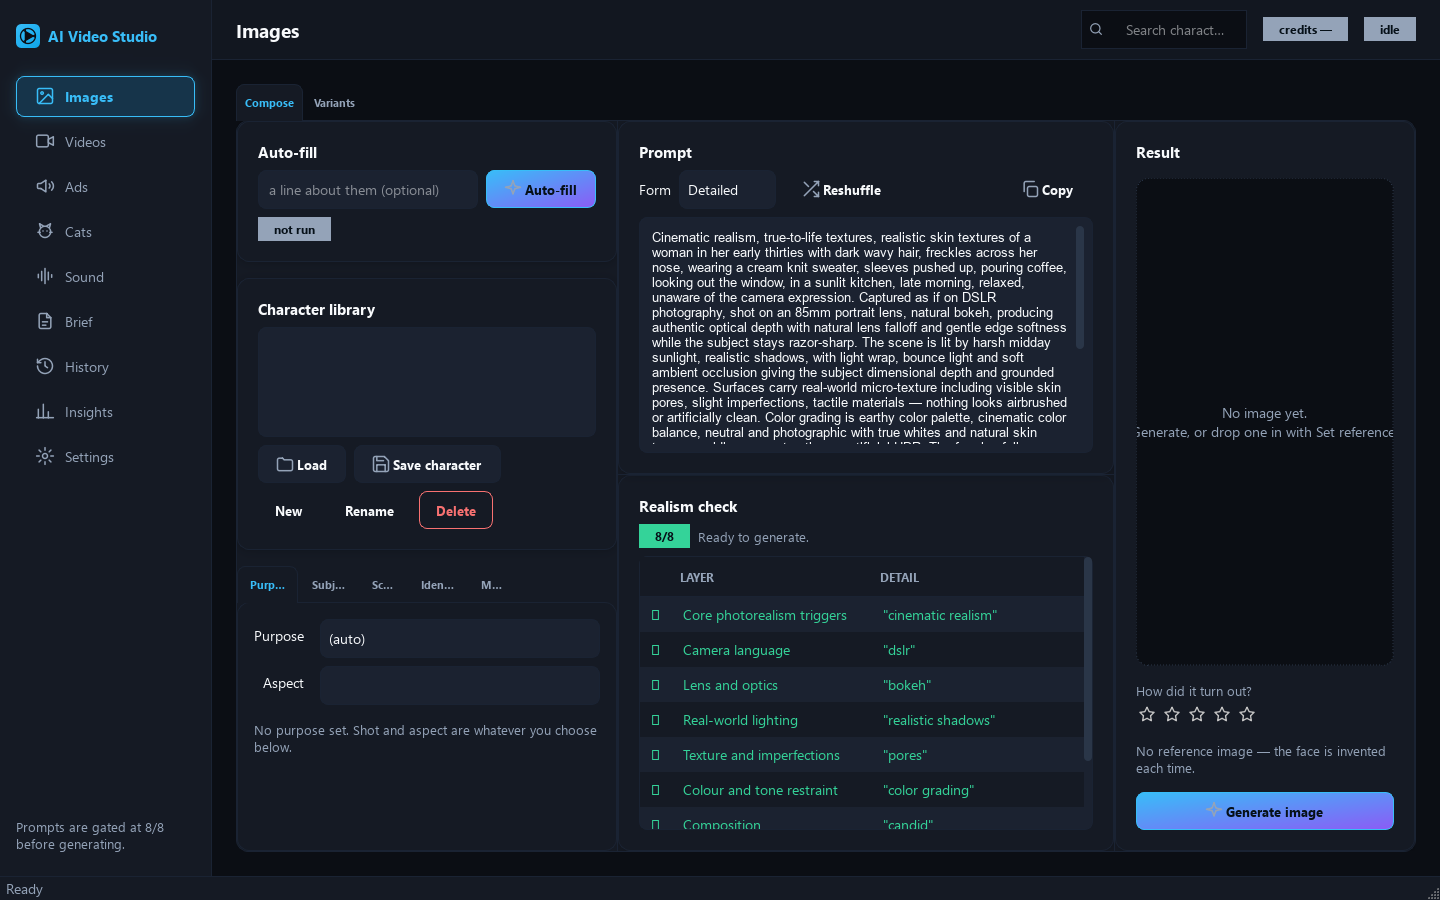 AI Video Studio
Images
Videos
Ads
Cats
Sound
Brief
History
Insights
Settings
Prompts are gated at 8/8
before generating.
Ready
Images
Search charact...
credits —
idle
Compose
Variants
Auto-fill
a line about them (optional)
Auto-fill
not run
Character library
Load
Save character
New
Rename
Delete
Purp...
Subj...
Sc...
Iden...
M...
Purpose
(auto)
Aspect
No purpose set. Shot and aspect are whatever you choose
below.
Prompt
Form
Detailed
Reshuffle
Copy
Cinematic realism, true-to-life textures, realistic skin textures of a
woman in her early thirties with dark wavy hair, freckles across her
nose, wearing a cream knit sweater, sleeves pushed up, pouring coffee,
looking out the window, in a sunlit kitchen, late morning, relaxed,
unaware of the camera expression. Captured as if on DSLR
photography, shot on an 85mm portrait lens, natural bokeh, producing
authentic optical depth with natural lens falloff and gentle edge softness
while the subject stays razor-sharp. The scene is lit by harsh midday
sunlight, realistic shadows, with light wrap, bounce light and soft
ambient occlusion giving the subject dimensional depth and grounded
presence. Surfaces carry real-world micro-texture including visible skin
pores, slight imperfections, tactile materials — nothing looks airbrushed
or artificially clean. Color grading is earthy color palette, cinematic color
balance, neutral and photographic with true whites and natural skin
Realism check
8/8
Ready to generate.
LAYER
DETAIL
Core photorealism triggers
"cinematic realism"
Camera language
"dslr"
Lens and optics
"bokeh"
Real-world lighting
"realistic shadows"
Texture and imperfections
"pores"
Colour and tone restraint
"color grading"
Composition
"candid"
Result
No image yet.
Generate, or drop one in with Set reference
How did it turn out?
No reference image — the face is invented
each time.
Generate image